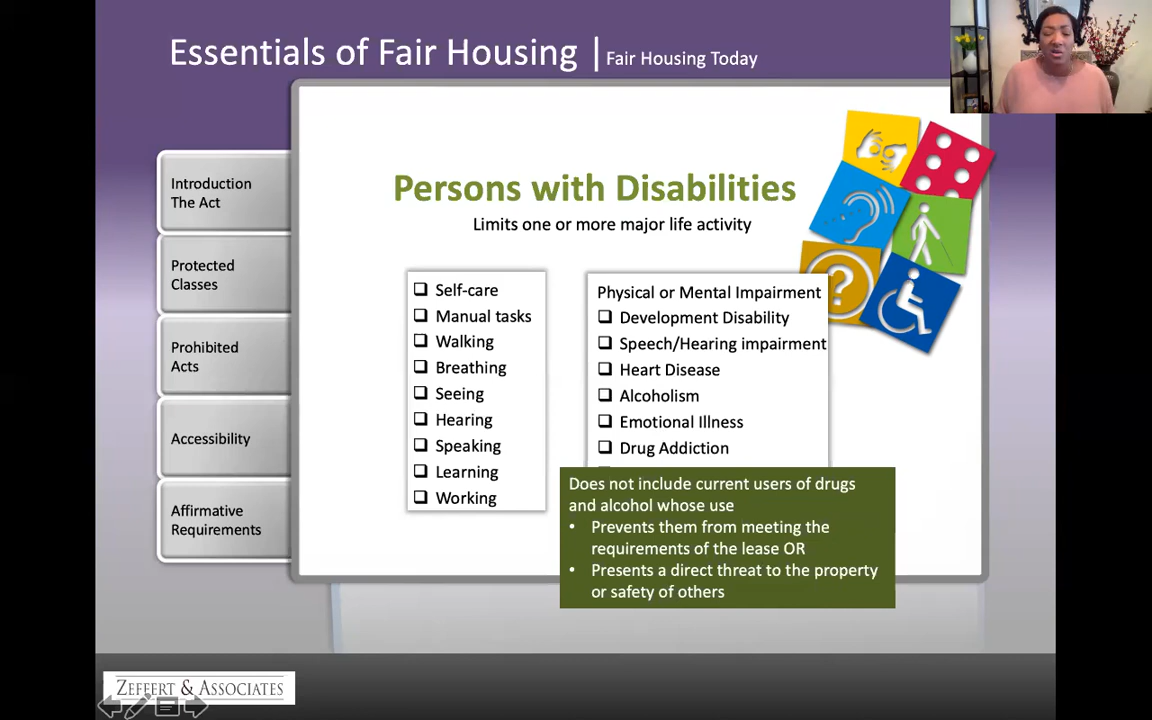 Essentials of Fair Housing | Fair Housing Today
Introduction
The Act
Protected
Classes
Prohibited
Acts
Accessibility
Affirmative
Requirements
Persons with Disabilities
Limits one or more major life activity
Self-care
Manual tasks
Walking
Breathing
Seeing
Hearing
Speaking
Learning
Working
Physical or Mental Impairment
Development Disability
Speech/Hearing impairment
Heart Disease
Alcoholism
Emotional Illness
Drug Addiction
Does not include current users of drugs
and alcohol whose use
• Prevents them from meeting the
requirements of the lease OR
• Presents a direct threat to the property
or safety of others
ZEFFERT & ASSOCIATES